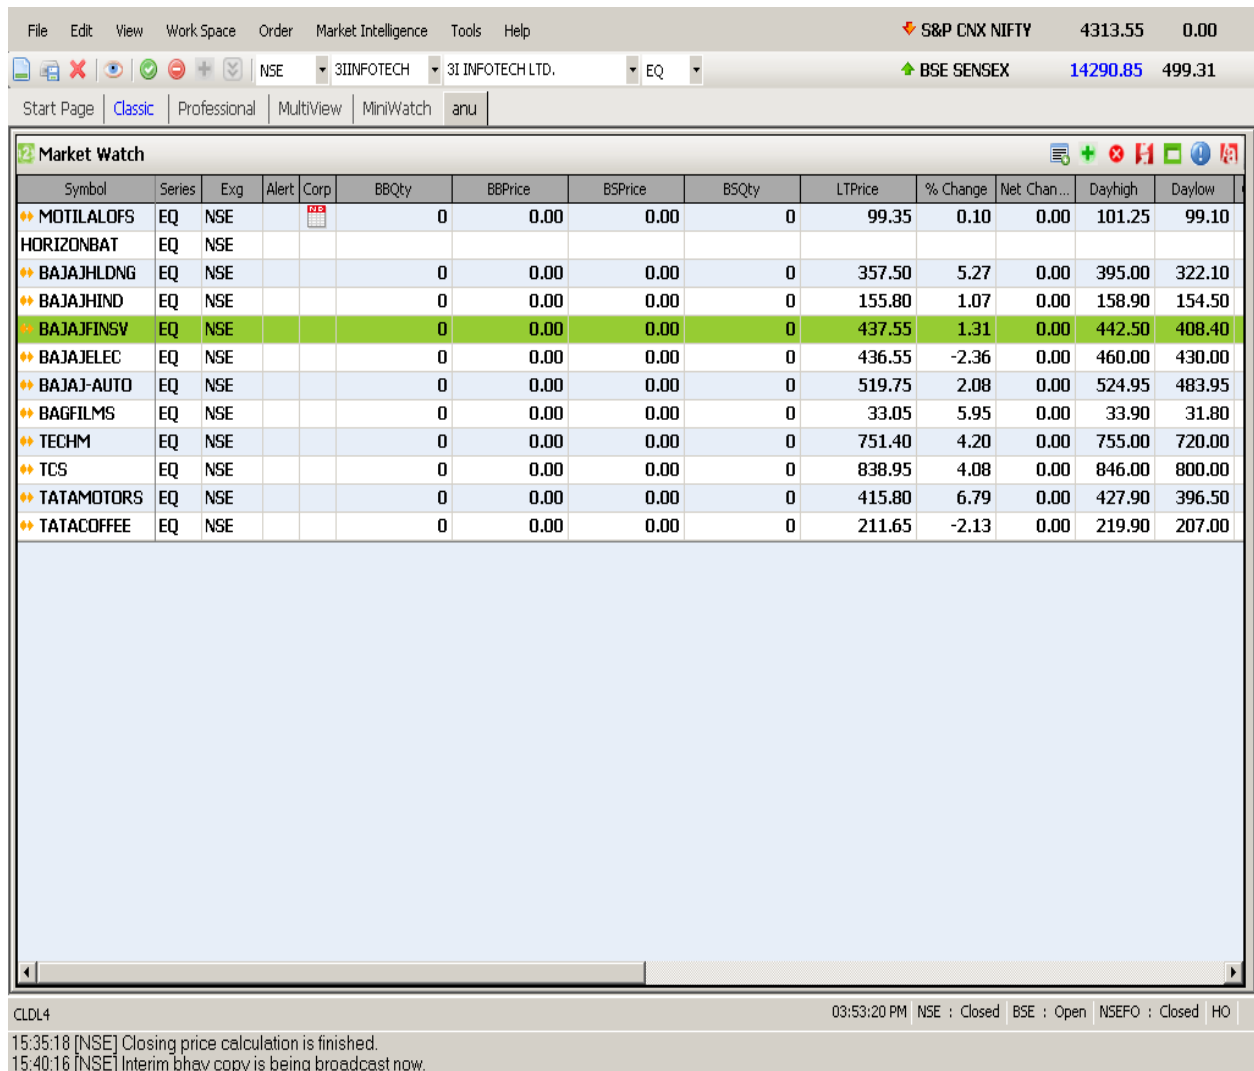 File Edit View Work Space Order Market Intelligence Tools Help S&P CNX NIFTY 4313.55 0.00
NSE 3IINFOTECH 3I INFOTECH LTD. EQ BSE SENSEX 14290.85 499.31
Start Page Classic Professional MultiView MiniWatch anu
Market Watch
Symbol Series Exg Alert Corp BBQty BBPrice BSPrice BSQty LTPrice % Change Net Chan... Dayhigh Daylow
MOTILALOFS EQ NSE ND 0 0.00 0.00 0 99.35 0.10 0.00 101.25 99.10
HORIZONBAT EQ NSE
BAJAJHLDNG EQ NSE 0 0.00 0.00 0 357.50 5.27 0.00 395.00 322.10
BAJAJHIND EQ NSE 0 0.00 0.00 0 155.80 1.07 0.00 158.90 154.50
BAJAJFINSV EQ NSE 0 0.00 0.00 0 437.55 1.31 0.00 442.50 408.40
BAJAJELEC EQ NSE 0 0.00 0.00 0 436.55 -2.36 0.00 460.00 430.00
BAJAJ-AUTO EQ NSE 0 0.00 0.00 0 519.75 2.08 0.00 524.95 483.95
BAGFILMS EQ NSE 0 0.00 0.00 0 33.05 5.95 0.00 33.90 31.80
TECHM EQ NSE 0 0.00 0.00 0 751.40 4.20 0.00 755.00 720.00
TCS EQ NSE 0 0.00 0.00 0 838.95 4.08 0.00 846.00 800.00
TATAMOTORS EQ NSE 0 0.00 0.00 0 415.80 6.79 0.00 427.90 396.50
TATACOFFEE EQ NSE 0 0.00 0.00 0 211.65 -2.13 0.00 219.90 207.00
CLDL4 03:53:20 PM NSE : Closed BSE : Open NSEFO : Closed HO
15:35:18 [NSE] Closing price calculation is finished.
15:40:16 [NSE] Interim bhav copy is being broadcast now.